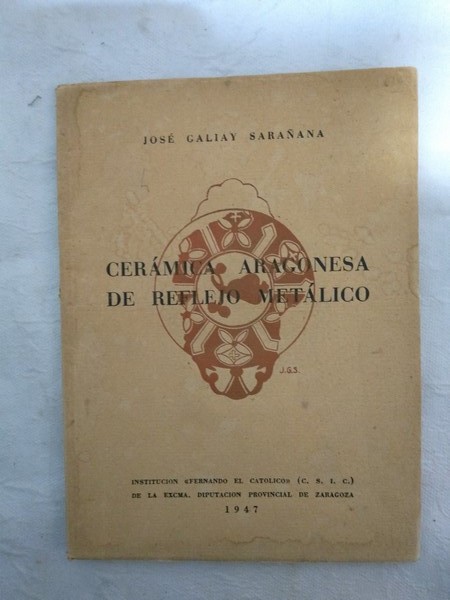 JOSÉ GALIAY SARAÑANA
CERÁMICA ARAGONESA
DE REFLEJO METÁLICO
J.G.S.
INSTITUCION «FERNANDO EL CATOLICO» (C. S. I. C.)
DE LA EXCMA. DIPUTACION PROVINCIAL DE ZARAGOZA
1947